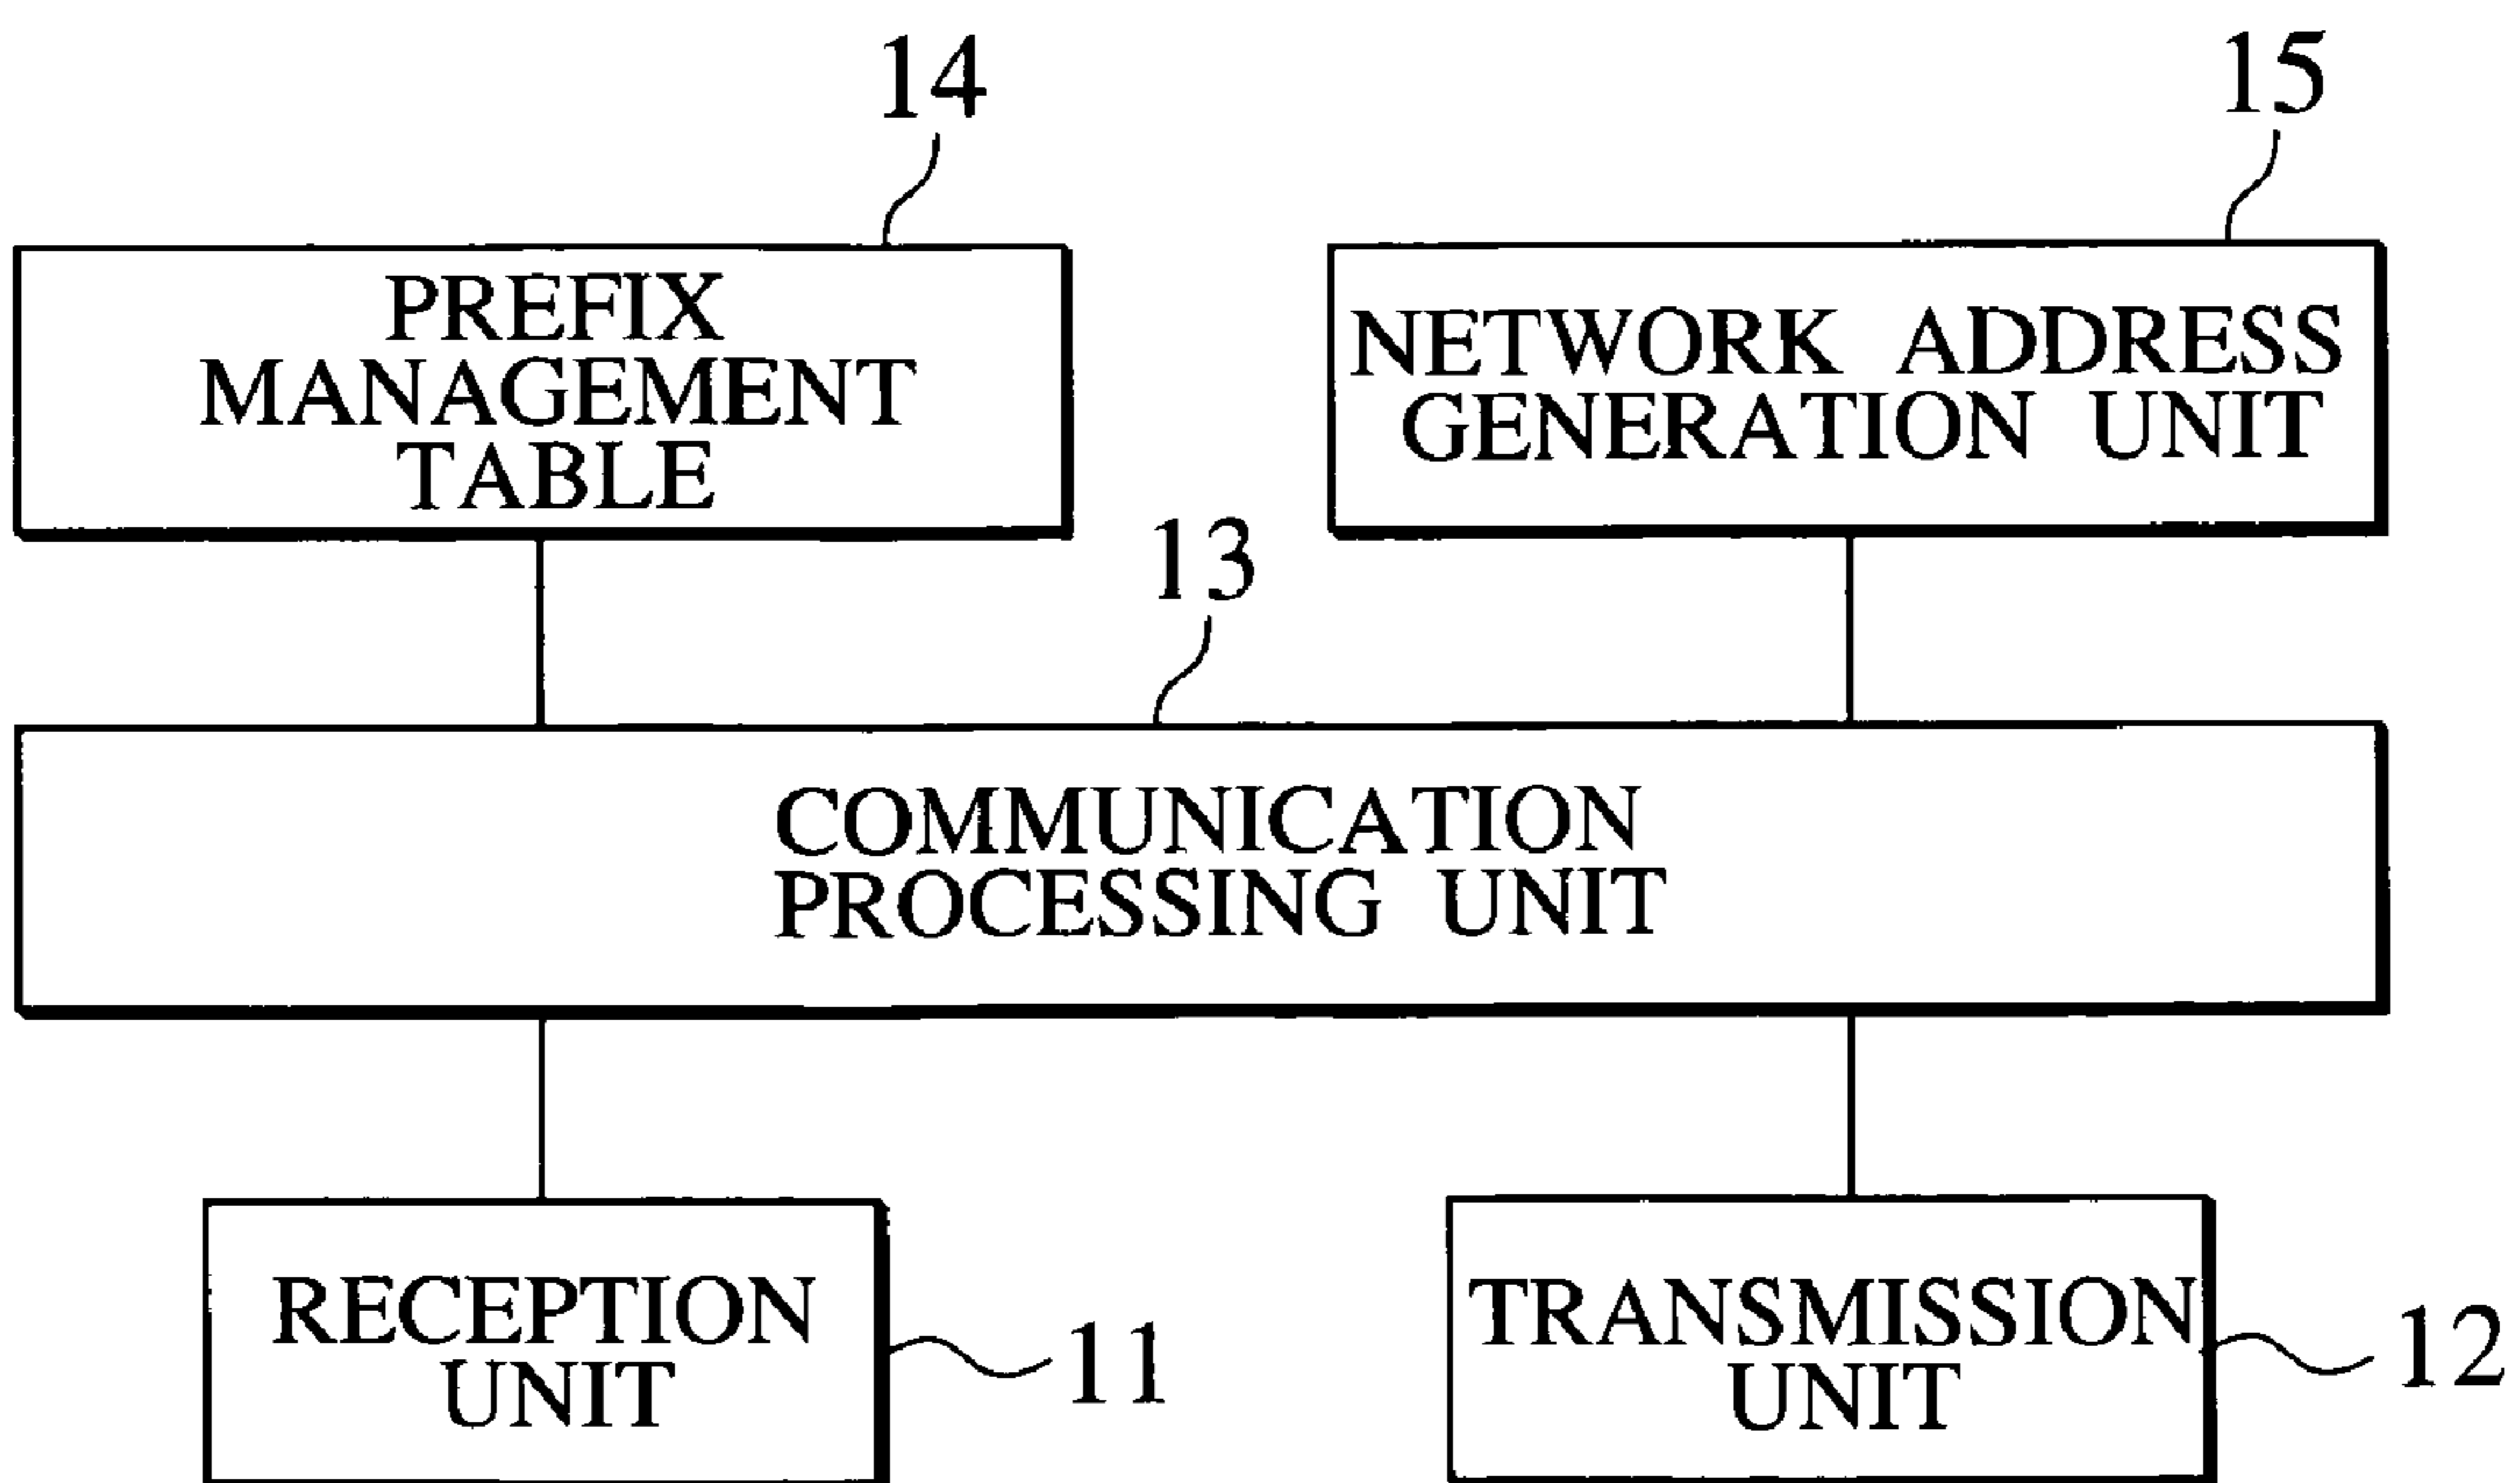 14
15
PREFIX
MANAGEMENT
TABLE
NETWORK ADDRESS
GENERATION UNIT
13
COMMUNICATION
PROCESSING UNIT
RECEPTION
UNIT
11
TRANSMISSION
UNIT
12